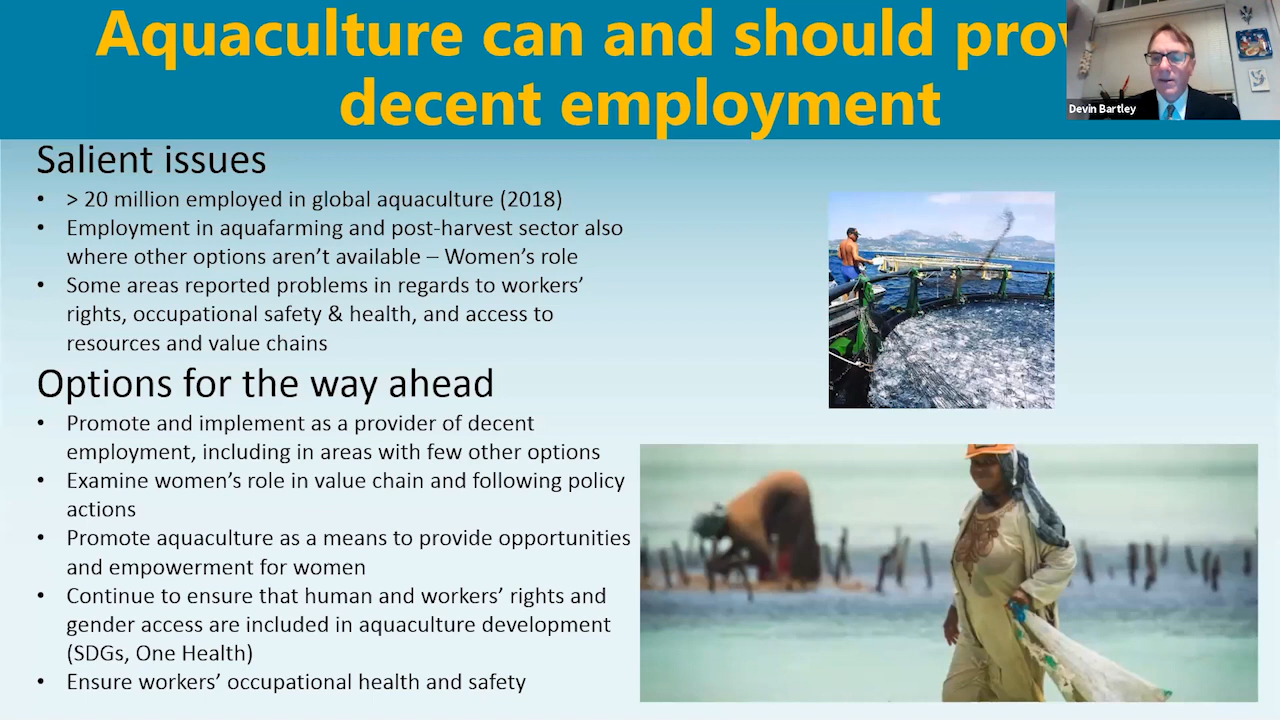 Aquaculture can and should prov
decent employment
Devin Bartley
Salient issues
• > 20 million employed in global aquaculture (2018)
• Employment in aquafarming and post-harvest sector also
where other options aren’t available – Women’s role
• Some areas reported problems in regards to workers’
rights, occupational safety & health, and access to
resources and value chains
Options for the way ahead
• Promote and implement as a provider of decent
employment, including in areas with few other options
• Examine women’s role in value chain and following policy
actions
• Promote aquaculture as a means to provide opportunities
and empowerment for women
• Continue to ensure that human and workers’ rights and
gender access are included in aquaculture development
(SDGs, One Health)
• Ensure workers’ occupational health and safety